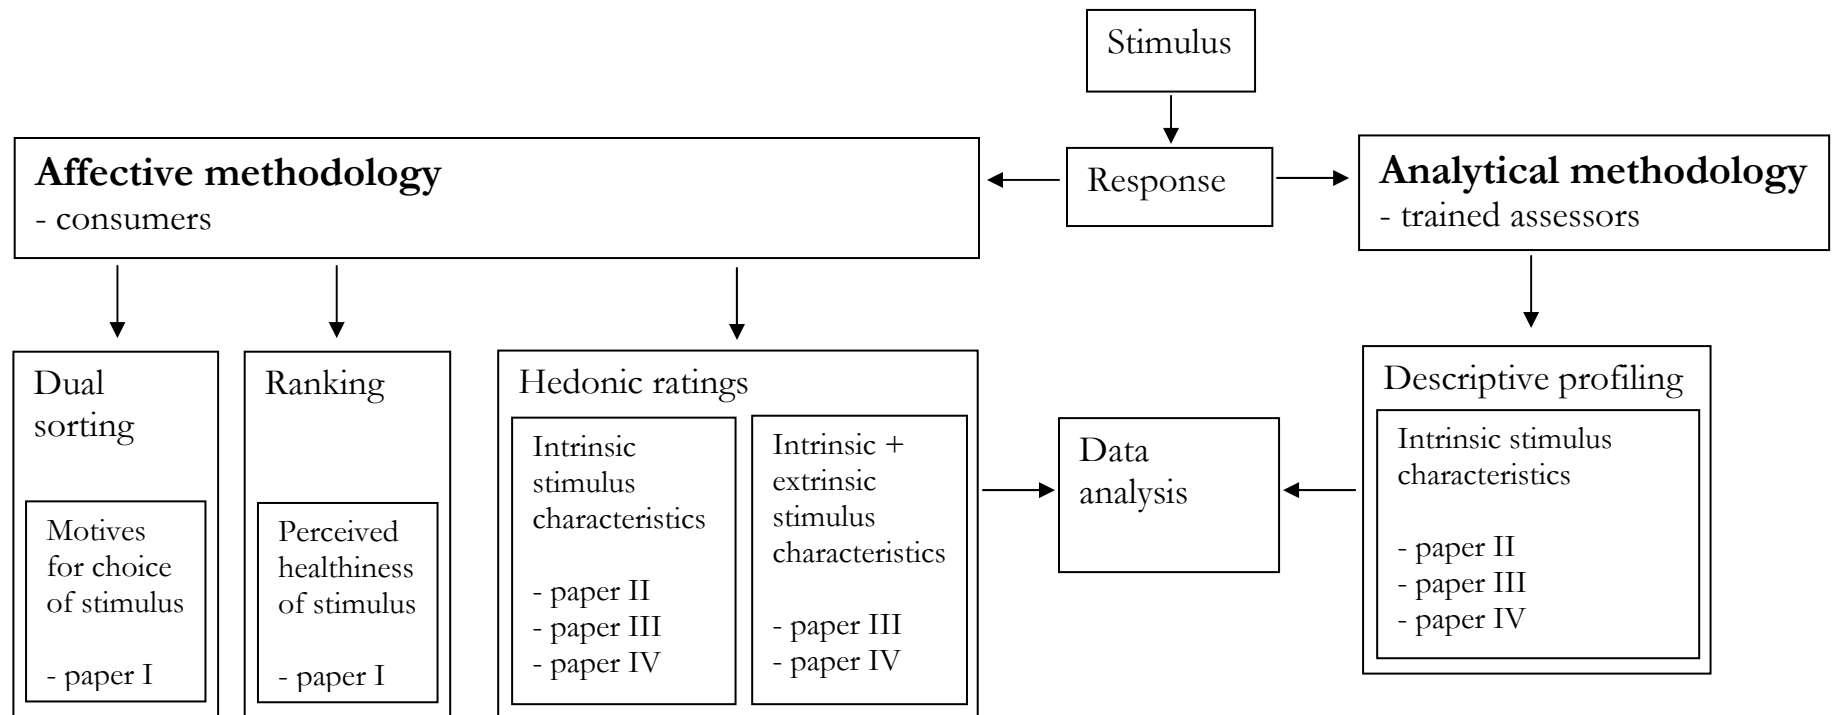 Stimulus
Response
Affective methodology
- consumers
Analytical methodology
- trained assessors
Dual
sorting
Motives
for choice
of stimulus
- paper I
Ranking
Perceived
healthiness
of stimulus
- paper I
Hedonic ratings
Intrinsic
stimulus
characteristics
- paper II
- paper III
- paper IV
Intrinsic +
extrinsic
stimulus
characteristics
- paper III
- paper IV
Data
analysis
Descriptive profiling
Intrinsic stimulus
characteristics
- paper II
- paper III
- paper IV